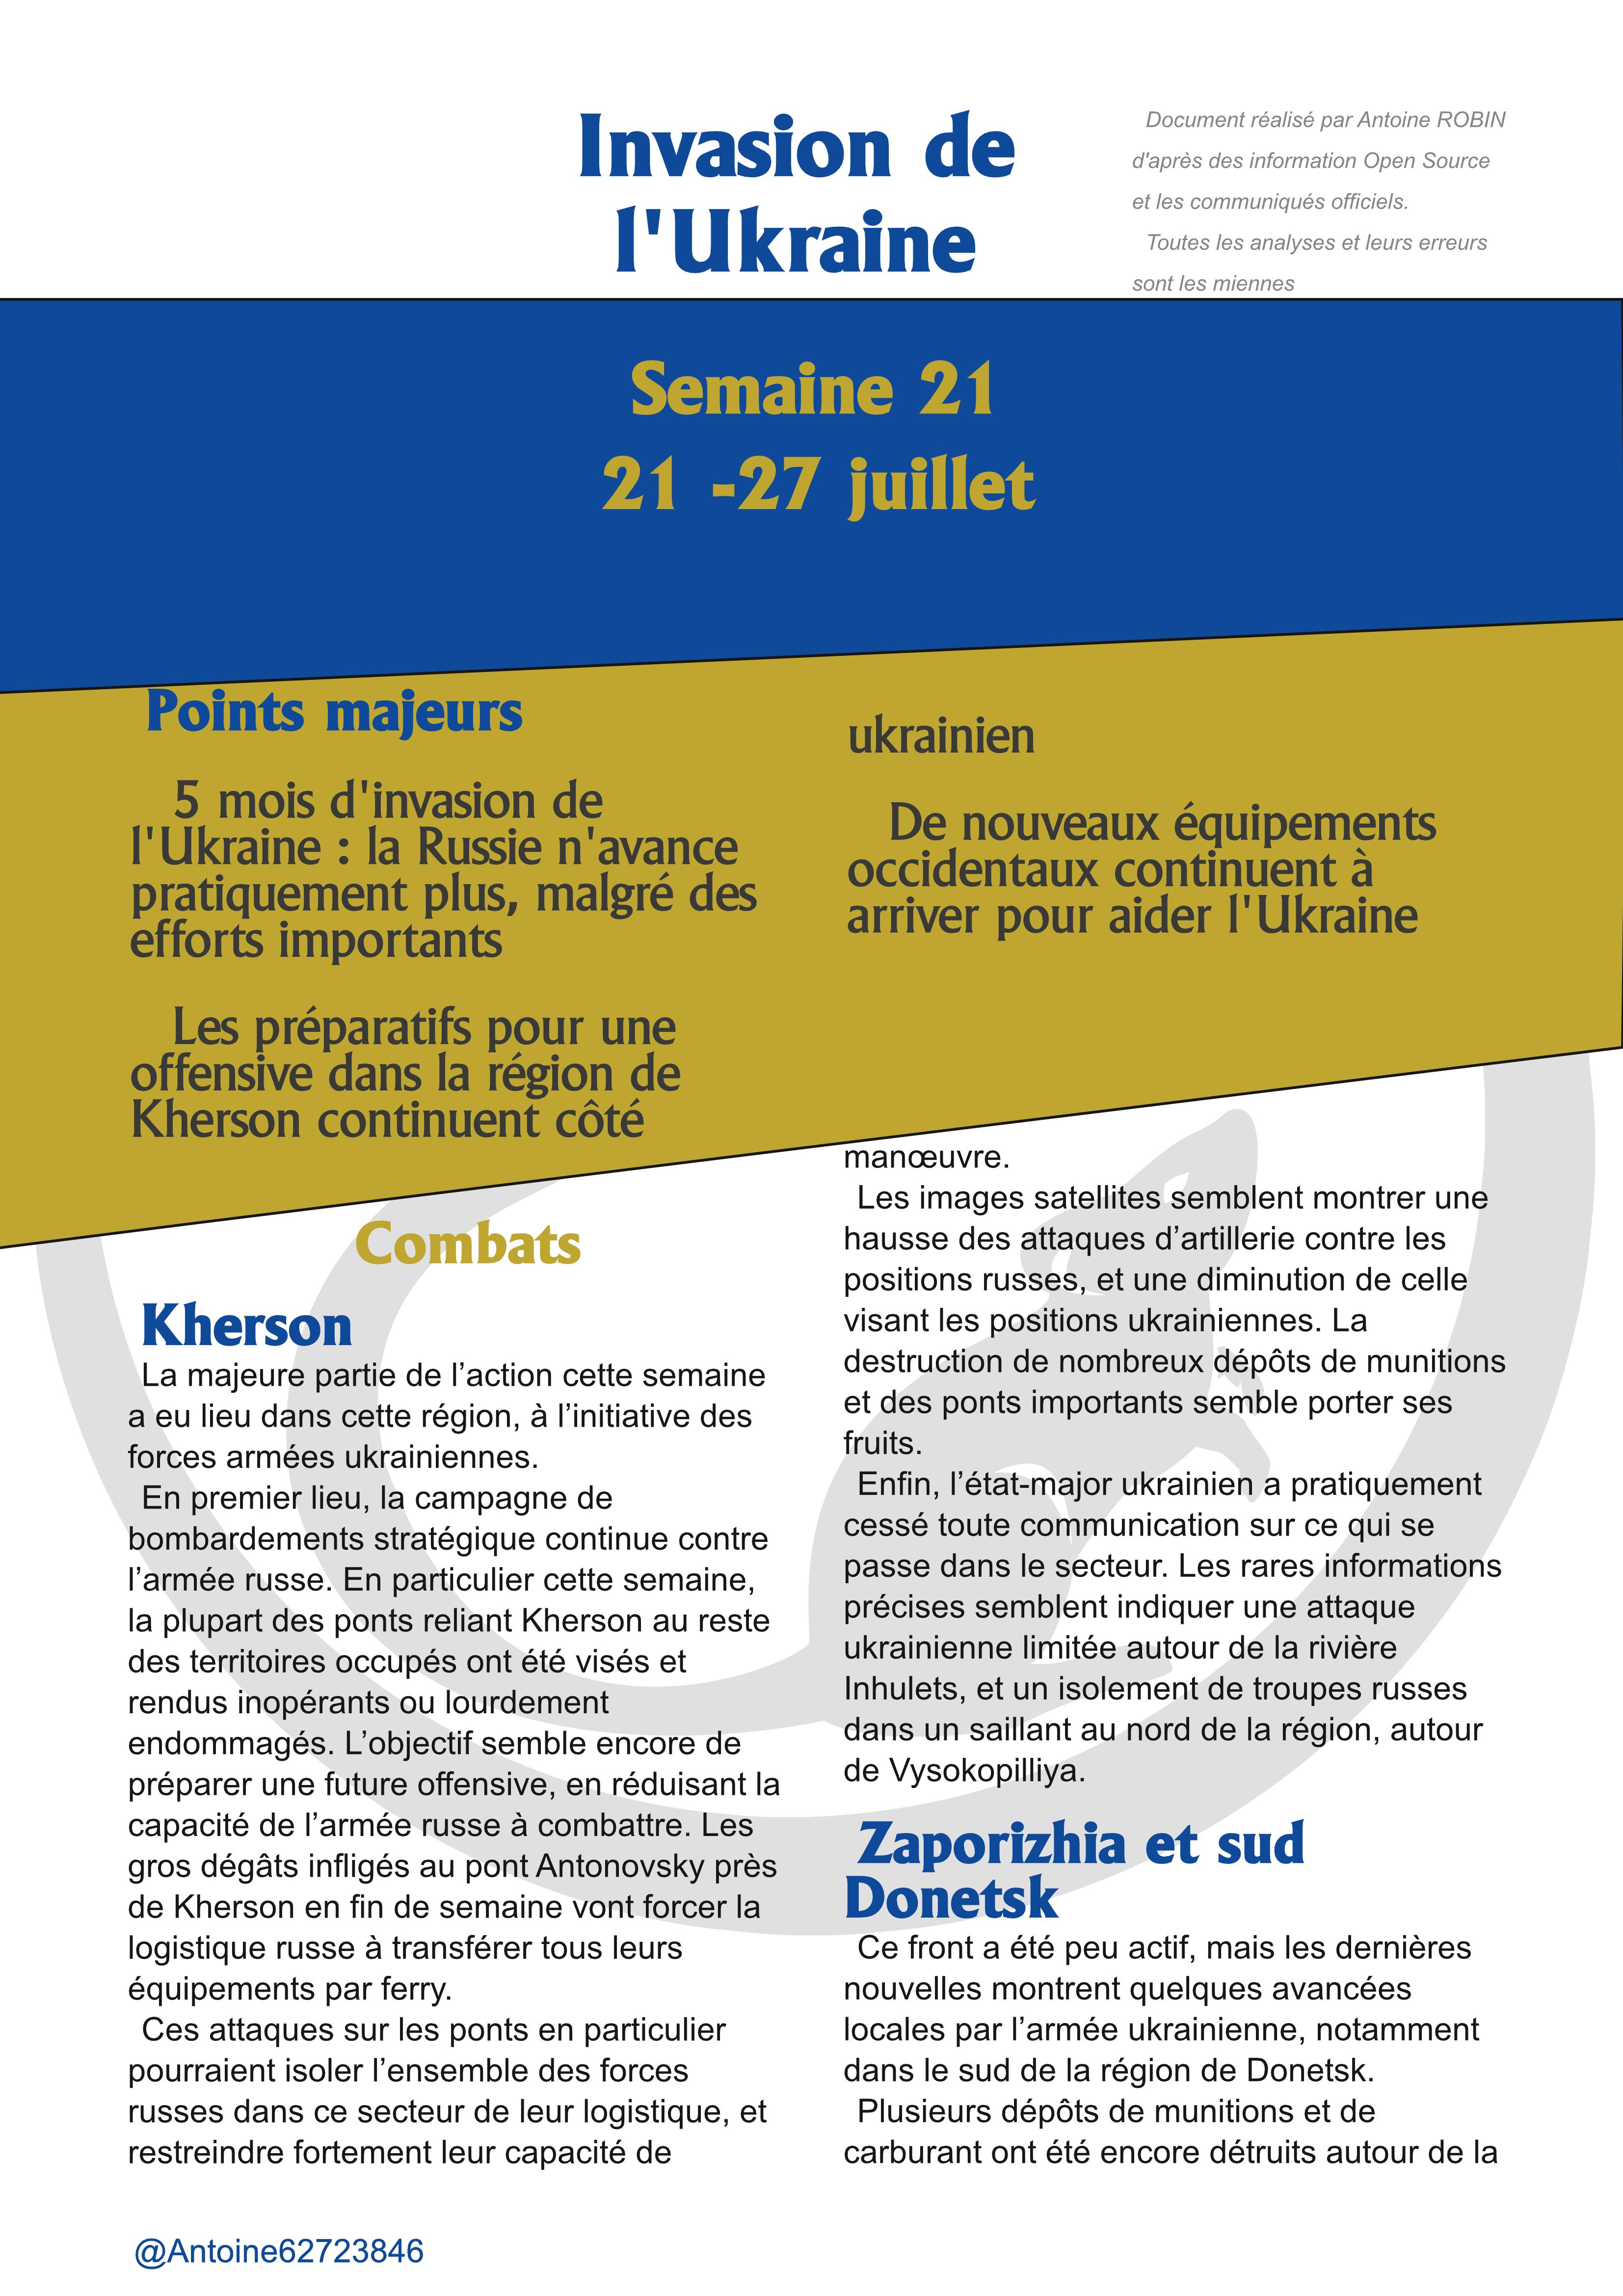 Invasion de
l'Ukraine
Document réalisé par Antoine ROBIN
d'après des information Open Source
et les communiqués officiels.
Toutes les analyses et leurs erreurs
sont les miennes
Semaine 21
21 -27 juillet
Points majeurs
5 mois d'invasion de
l'Ukraine : la Russie n'avance
pratiquement plus, malgré des
efforts importants
Les préparatifs pour une
offensive dans la région de
Kherson continuent côté
ukrainien
De nouveaux équipements
occidentaux continuent à
arriver pour aider l'Ukraine
Combats
Kherson
La majeure partie de l’action cette semaine
a eu lieu dans cette région, à l’initiative des
forces armées ukrainiennes.
En premier lieu, la campagne de
bombardements stratégique continue contre
l’armée russe. En particulier cette semaine,
la plupart des ponts reliant Kherson au reste
des territoires occupés ont été visés et
rendus inopérants ou lourdement
endommagés. L’objectif semble encore de
préparer une future offensive, en réduisant la
capacité de l’armée russe à combattre. Les
gros dégâts infligés au pont Antonovsky près
de Kherson en fin de semaine vont forcer la
logistique russe à transférer tous leurs
équipements par ferry.
Ces attaques sur les ponts en particulier
pourraient isoler l’ensemble des forces
russes dans ce secteur de leur logistique, et
restreindre fortement leur capacité de
manœuvre.
Les images satellites semblent montrer une
hausse des attaques d’artillerie contre les
positions russes, et une diminution de celle
visant les positions ukrainiennes. La
destruction de nombreux dépôts de munitions
et des ponts importants semble porter ses
fruits.
Enfin, l’état-major ukrainien a pratiquement
cessé toute communication sur ce qui se
passe dans le secteur. Les rares informations
précises semblent indiquer une attaque
ukrainienne limitée autour de la rivière
Inhulets, et un isolement de troupes russes
dans un saillant au nord de la région, autour
de Vysokopilliya.
Zaporizhia et sud
Donetsk
Ce front a été peu actif, mais les dernières
nouvelles montrent quelques avancées
locales par l’armée ukrainienne, notamment
dans le sud de la région de Donetsk.
Plusieurs dépôts de munitions et de
carburant ont été encore détruits autour de la
@Antoine62723846